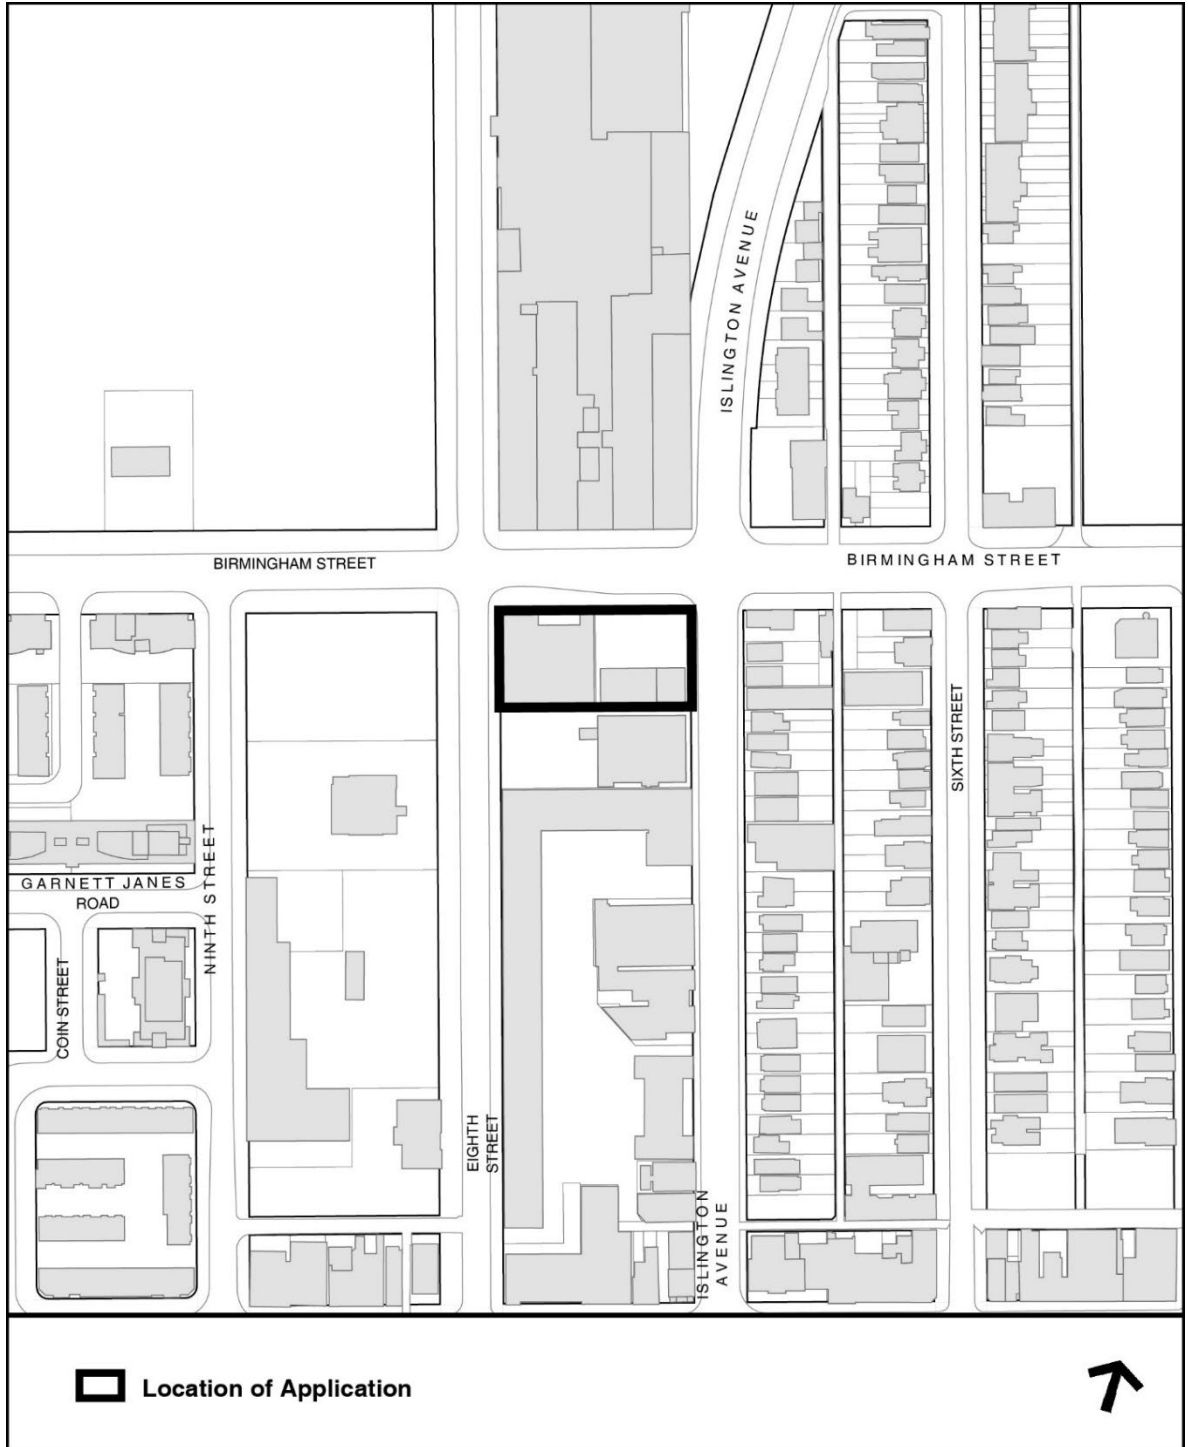 ISLINGTON AVENUE
BIRMINGHAM STREET
BIRMINGHAM STREET
SIXTH STREET
NINTH STREET
GARNETT JANES
ROAD
COIN STREET
EIGHTH
STREET
ISLINGTON
AVENUE
Location of Application